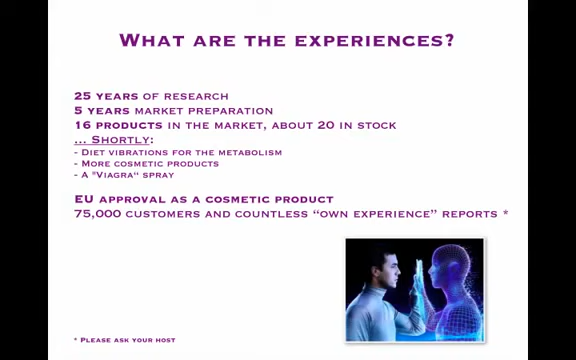 WHAT ARE THE EXPERIENCES?
25 YEARS OF RESEARCH
5 YEARS MARKET PREPARATION
16 PRODUCTS IN THE MARKET, ABOUT 20 IN STOCK
... SHORTLY:
- DIET VIBRATIONS FOR THE METABOLISM
- MORE COSMETIC PRODUCTS
- A "VIAGRA“ SPRAY
EU APPROVAL AS A COSMETIC PRODUCT
75,000 CUSTOMERS AND COUNTLESS “OWN EXPERIENCE” REPORTS *
* PLEASE ASK YOUR HOST